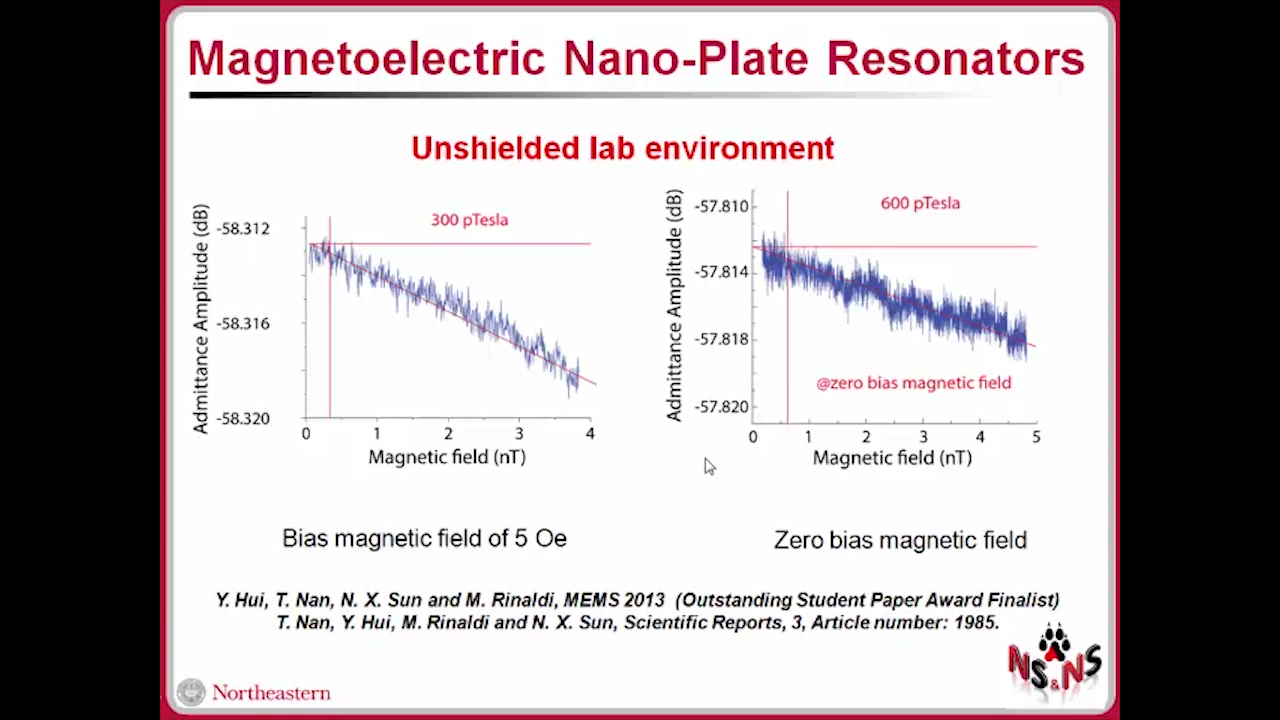 Magnetoelectric Nano-Plate Resonators
Unshielded lab environment
Admittance Amplitude (dB)
-58.312
-58.316
-58.320
300 pTesla
0 1 2 3 4
Magnetic field (nT)
Admittance Amplitude (dB)
-57.810
-57.814
-57.818
-57.820
600 pTesla
@zero bias magnetic field
0 1 2 3 4 5
Magnetic field (nT)
Bias magnetic field of 5 Oe
Zero bias magnetic field
Y. Hui, T. Nan, N. X. Sun and M. Rinaldi, MEMS 2013 (Outstanding Student Paper Award Finalist)
T. Nan, Y. Hui, M. Rinaldi and N. X. Sun, Scientific Reports, 3, Article number: 1985.
Northeastern
NS&NS